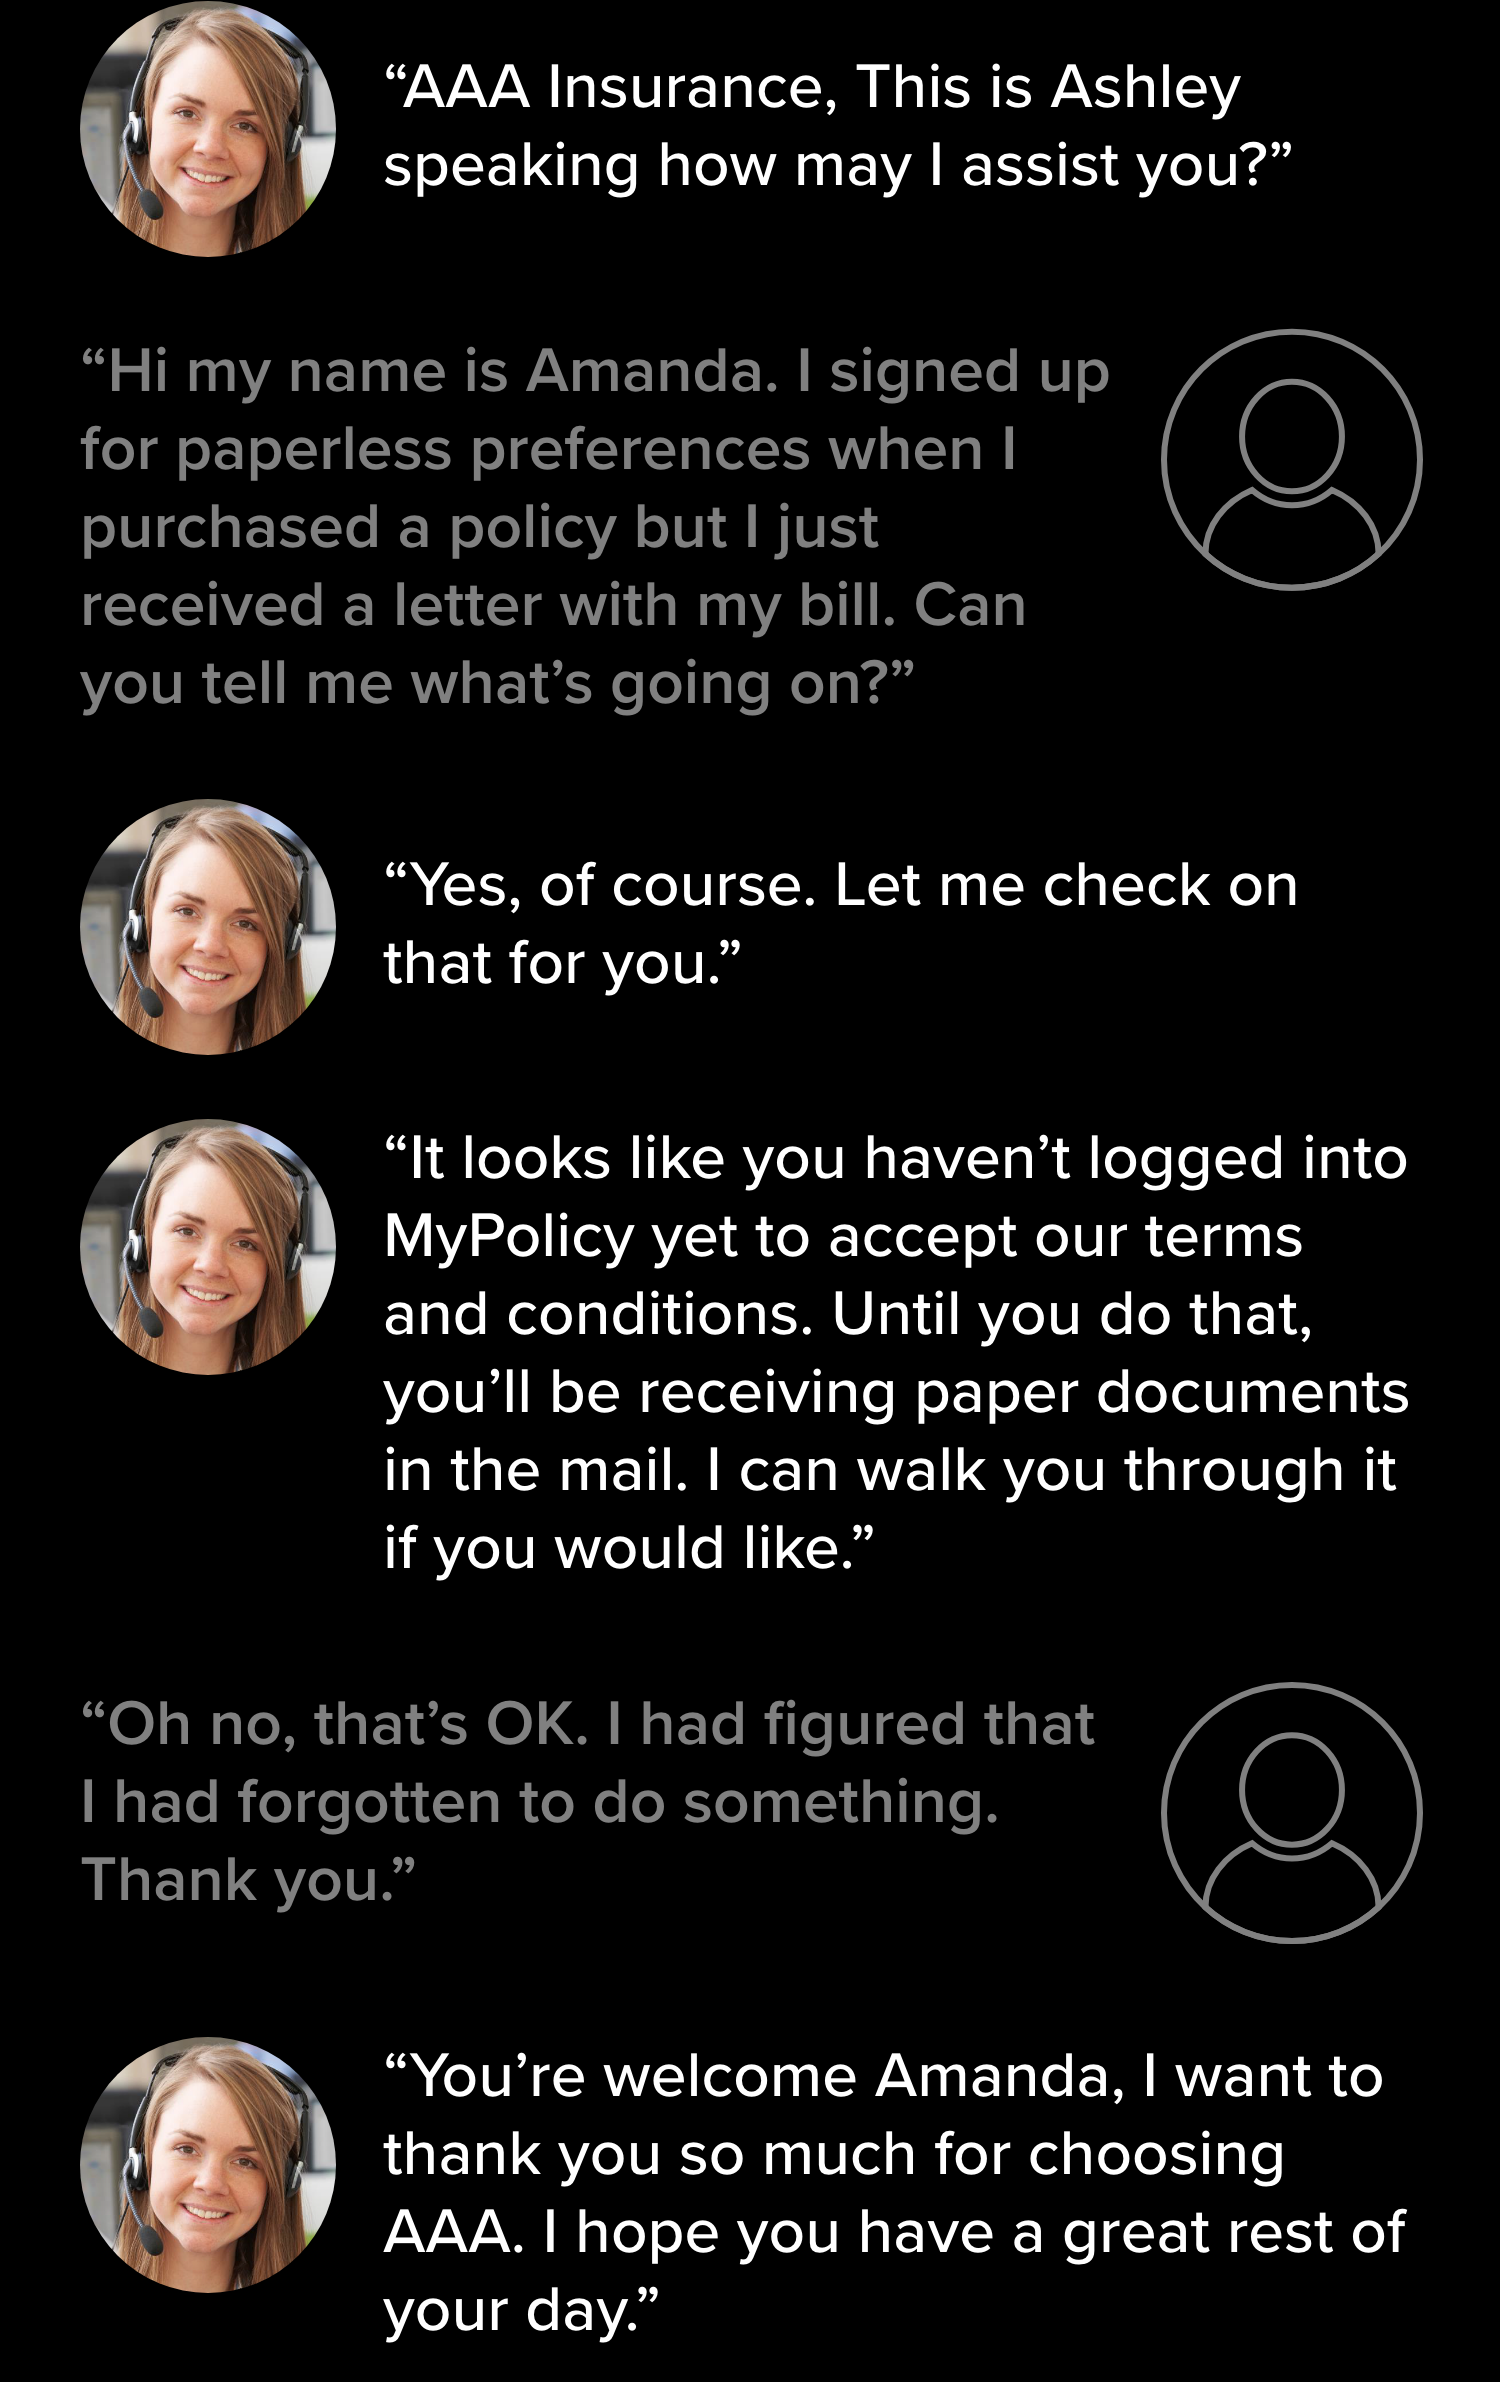 “AAA Insurance, This is Ashley
speaking how may I assist you?”
“Hi my name is Amanda. I signed up
for paperless preferences when I
purchased a policy but I just
received a letter with my bill. Can
you tell me what’s going on?”
“Yes, of course. Let me check on
that for you.”
“It looks like you haven’t logged into
MyPolicy yet to accept our terms
and conditions. Until you do that,
you’ll be receiving paper documents
in the mail. I can walk you through it
if you would like.”
“Oh no, that’s OK. I had figured that
I had forgotten to do something.
Thank you.”
“You’re welcome Amanda, I want to
thank you so much for choosing
AAA. I hope you have a great rest of
your day.”